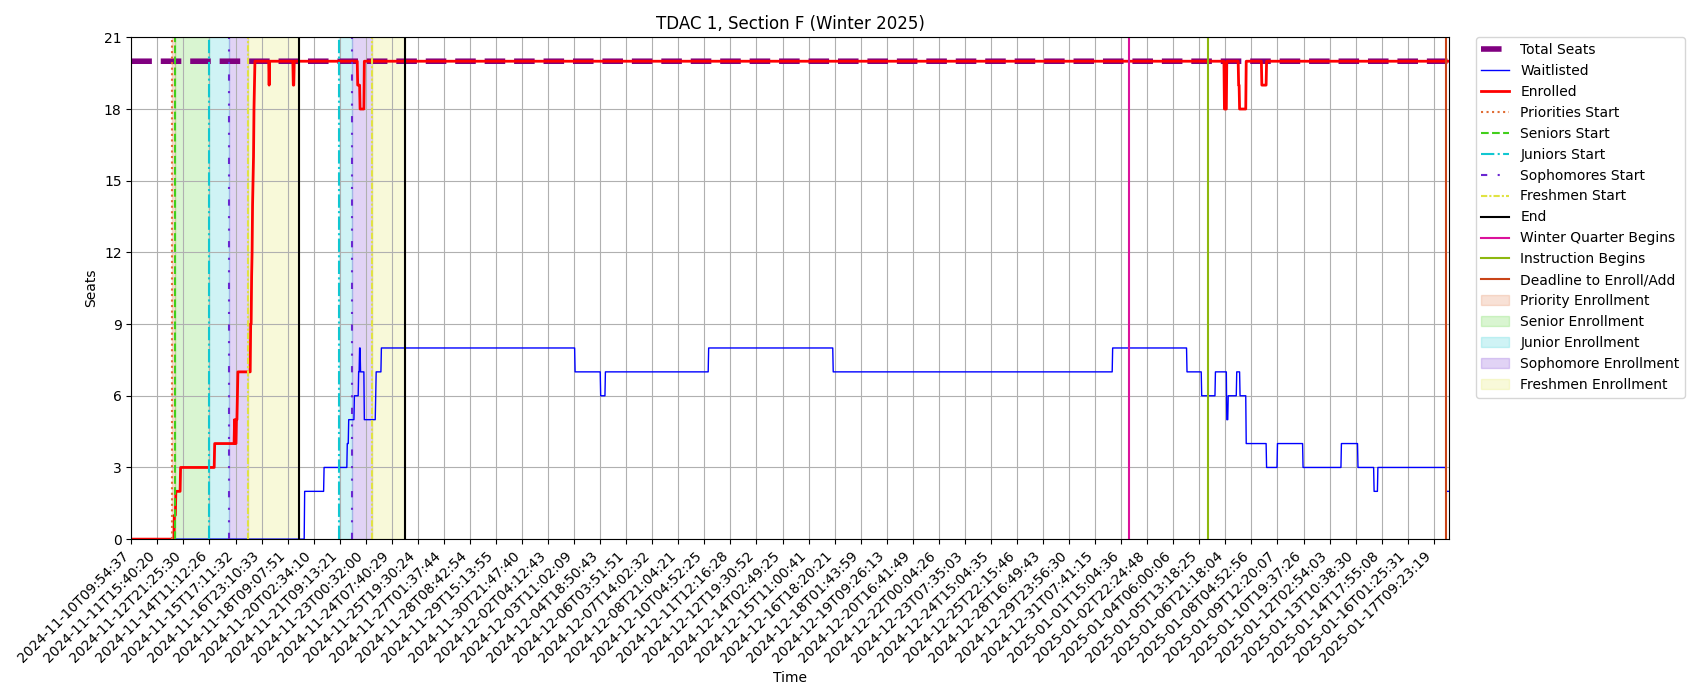 TDAC 1, Section F (Winter 2025)
21
18
15
12
9
6
3
0
Seats
2024-11-10T09:54:37
2024-11-11T15:40:20
2024-11-12T21:25:30
2024-11-14T11:12:26
2024-11-15T17:11:32
2024-11-16T23:10:33
2024-11-18T09:07:51
2024-11-20T02:34:10
2024-11-21T09:13:21
2024-11-23T00:32:00
2024-11-24T07:40:29
2024-11-25T19:30:24
2024-11-27T01:37:44
2024-11-28T08:42:54
2024-11-29T15:13:55
2024-11-30T21:47:40
2024-12-02T04:12:43
2024-12-03T11:02:09
2024-12-04T18:50:43
2024-12-06T03:51:51
2024-12-07T14:02:32
2024-12-08T21:04:21
2024-12-10T04:52:25
2024-12-11T12:16:28
2024-12-12T19:30:52
2024-12-14T02:49:25
2024-12-15T11:00:41
2024-12-16T18:20:21
2024-12-18T01:43:59
2024-12-19T09:26:13
2024-12-20T16:41:49
2024-12-22T00:04:26
2024-12-23T07:35:03
2024-12-24T15:04:35
2024-12-25T22:15:46
2024-12-28T16:49:43
2024-12-29T23:56:30
2024-12-31T07:41:15
2025-01-01T15:04:36
2025-01-02T22:24:48
2025-01-04T06:00:06
2025-01-05T13:18:25
2025-01-06T21:18:04
2025-01-08T04:52:56
2025-01-09T12:20:07
2025-01-10T19:37:26
2025-01-12T02:54:03
2025-01-13T10:38:30
2025-01-14T17:55:08
2025-01-16T01:25:31
2025-01-17T09:23:19
Time
Total Seats
Waitlisted
Enrolled
Priorities Start
Seniors Start
Juniors Start
Sophomores Start
Freshmen Start
End
Winter Quarter Begins
Instruction Begins
Deadline to Enroll/Add
Priority Enrollment
Senior Enrollment
Junior Enrollment
Sophomore Enrollment
Freshmen Enrollment